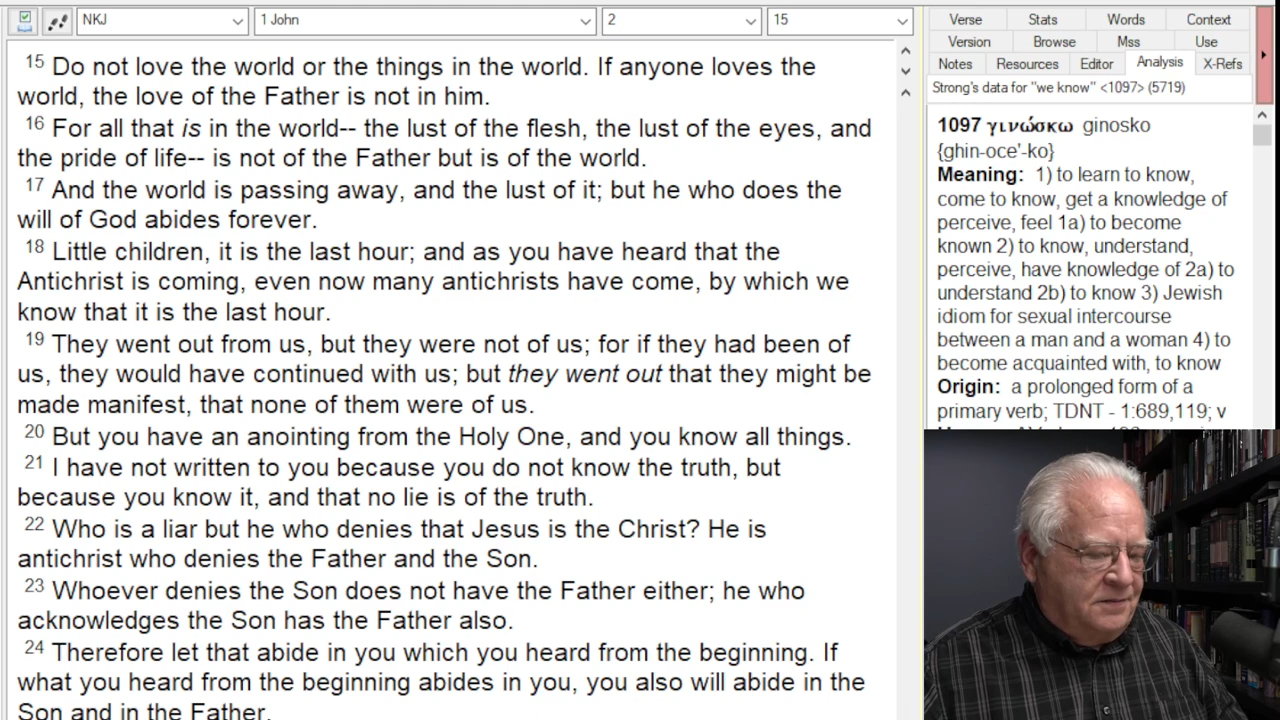 NKJ 1 John 2 15
15 Do not love the world or the things in the world. If anyone loves the
world, the love of the Father is not in him.
16 For all that is in the world-- the lust of the flesh, the lust of the eyes, and
the pride of life-- is not of the Father but is of the world.
17 And the world is passing away, and the lust of it; but he who does the
will of God abides forever.
18 Little children, it is the last hour; and as you have heard that the
Antichrist is coming, even now many antichrists have come, by which we
know that it is the last hour.
19 They went out from us, but they were not of us; for if they had been of
us, they would have continued with us; but they went out that they might be
made manifest, that none of them were of us.
20 But you have an anointing from the Holy One, and you know all things.
21 I have not written to you because you do not know the truth, but
because you know it, and that no lie is of the truth.
22 Who is a liar but he who denies that Jesus is the Christ? He is
antichrist who denies the Father and the Son.
23 Whoever denies the Son does not have the Father either; he who
acknowledges the Son has the Father also.
24 Therefore let that abide in you which you heard from the beginning. If
what you heard from the beginning abides in you, you also will abide in the
Son and in the Father.
Verse Stats Words Context
Version Browse Mss Use
Notes Resources Editor Analysis X-Refs
Strong's data for "we know" <1097> (5719)
1097 γινώσκω ginosko
{ghin-oce'-ko}
Meaning: 1) to learn to know,
come to know, get a knowledge of
perceive, feel 1a) to become
known 2) to know, understand,
perceive, have knowledge of 2a) to
understand 2b) to know 3) Jewish
idiom for sexual intercourse
between a man and a woman 4) to
become acquainted with, to know
Origin: a prolonged form of a
primary verb; TDNT - 1:689,119; v